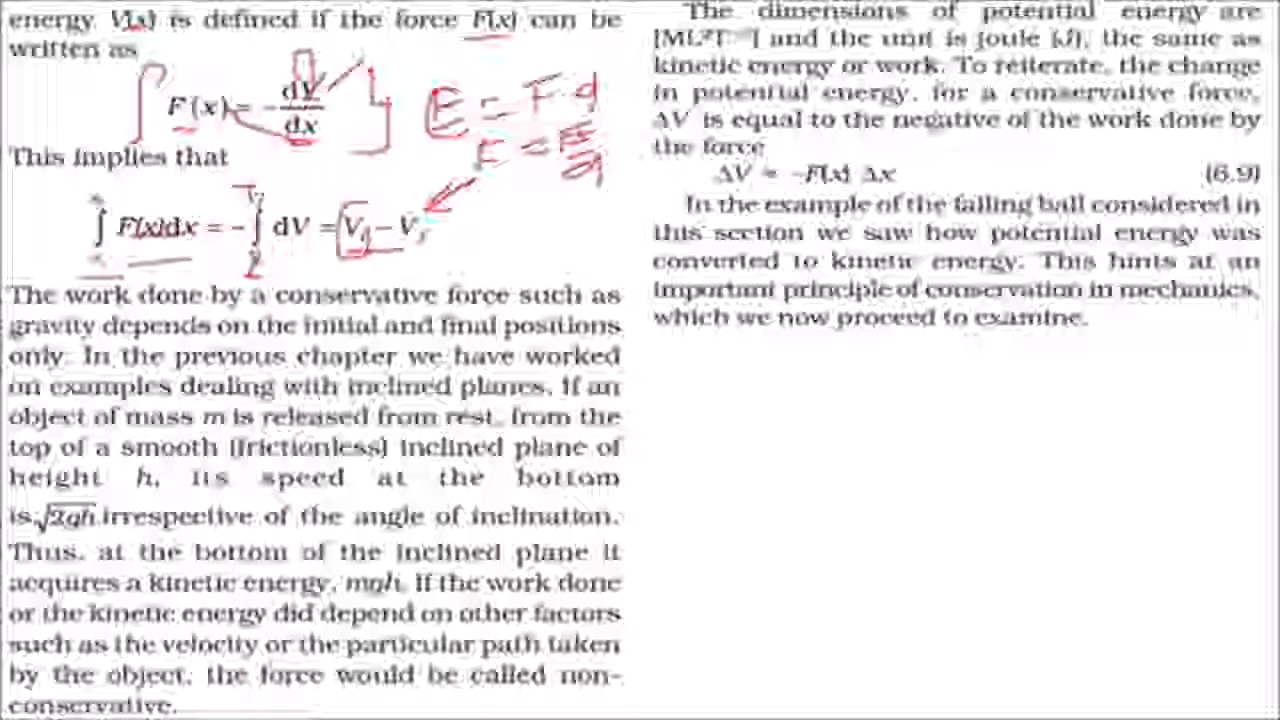 energy V(x) is defined if the force F(x) can be
written as
F(x) = - dV/dx
E = F d
F = E/d
This implies that
∫ F(x)dx = - ∫ dV = V_i - V_f
The work done by a conservative force such as
gravity depends on the initial and final positions
only. In the previous chapter we have worked
on examples dealing with inclined planes. If an
object of mass m is released from rest, from the
top of a smooth (frictionless) inclined plane of
height h, its speed at the bottom
is √2gh irrespective of the angle of inclination.
Thus, at the bottom of the inclined plane it
acquires a kinetic energy, mgh. If the work done
or the kinetic energy did depend on other factors
such as the velocity or the particular path taken
by the object, the force would be called non-
conservative.
The dimensions of potential energy are
[ML²T⁻²] and the unit is joule (J), the same as
kinetic energy or work. To reiterate, the change
in potential energy, for a conservative force,
ΔV is equal to the negative of the work done by
the force
ΔV = -F(x) Δx (6.9)
In the example of the falling ball considered in
this section we saw how potential energy was
converted to kinetic energy. This hints at an
important principle of conservation in mechanics,
which we now proceed to examine.